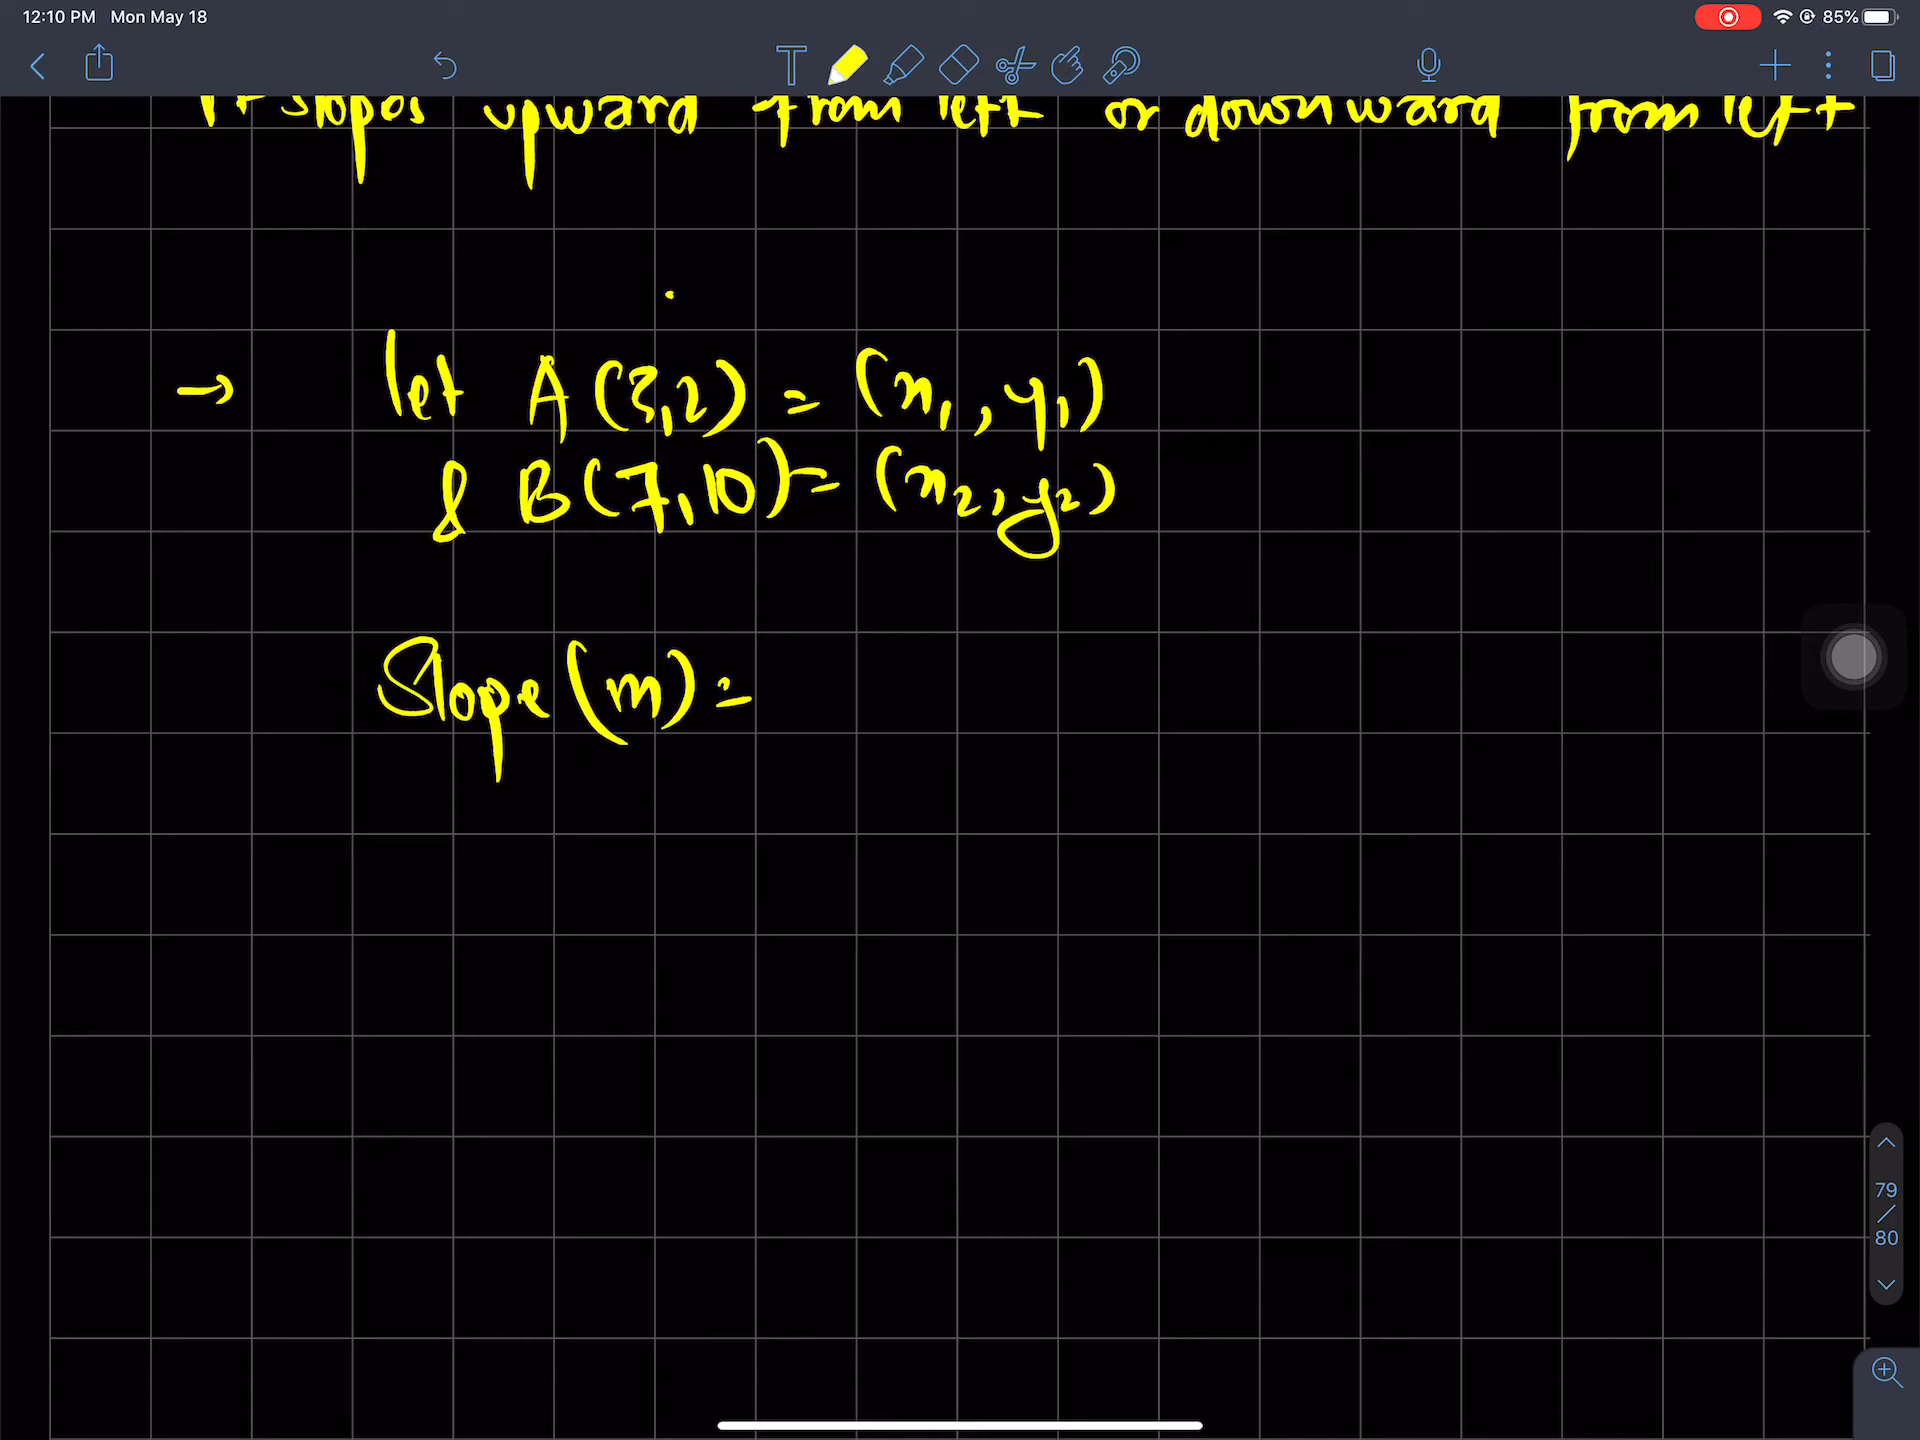 12:10 PM Mon May 18 85%
it slopes upward from left or downward from left
→ let A (3,2) = (x₁, y₁)
& B (7,10) = (x₂, y₂)
Slope (m) =
79
/
80